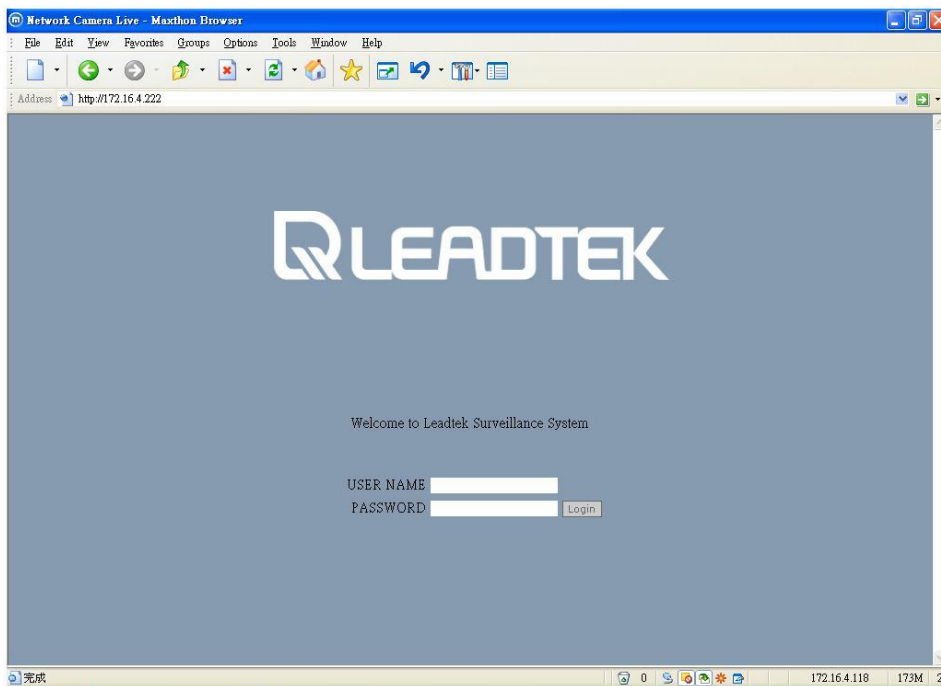 Network Camera Live - Maxthon Browser
File Edit View Favorites Groups Options Tools Window Help
Address http://172.16.4.222
LEADTEK
Welcome to Leadtek Surveillance System
USER NAME
PASSWORD Login
完成 0 172.16.4.118 173M 2